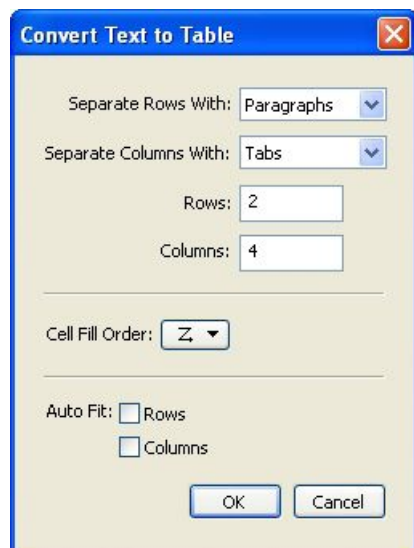 Convert Text to Table
Separate Rows With: Paragraphs
Separate Columns With: Tabs
Rows: 2
Columns: 4
Cell Fill Order:
Auto Fit: Rows
Columns
OK Cancel